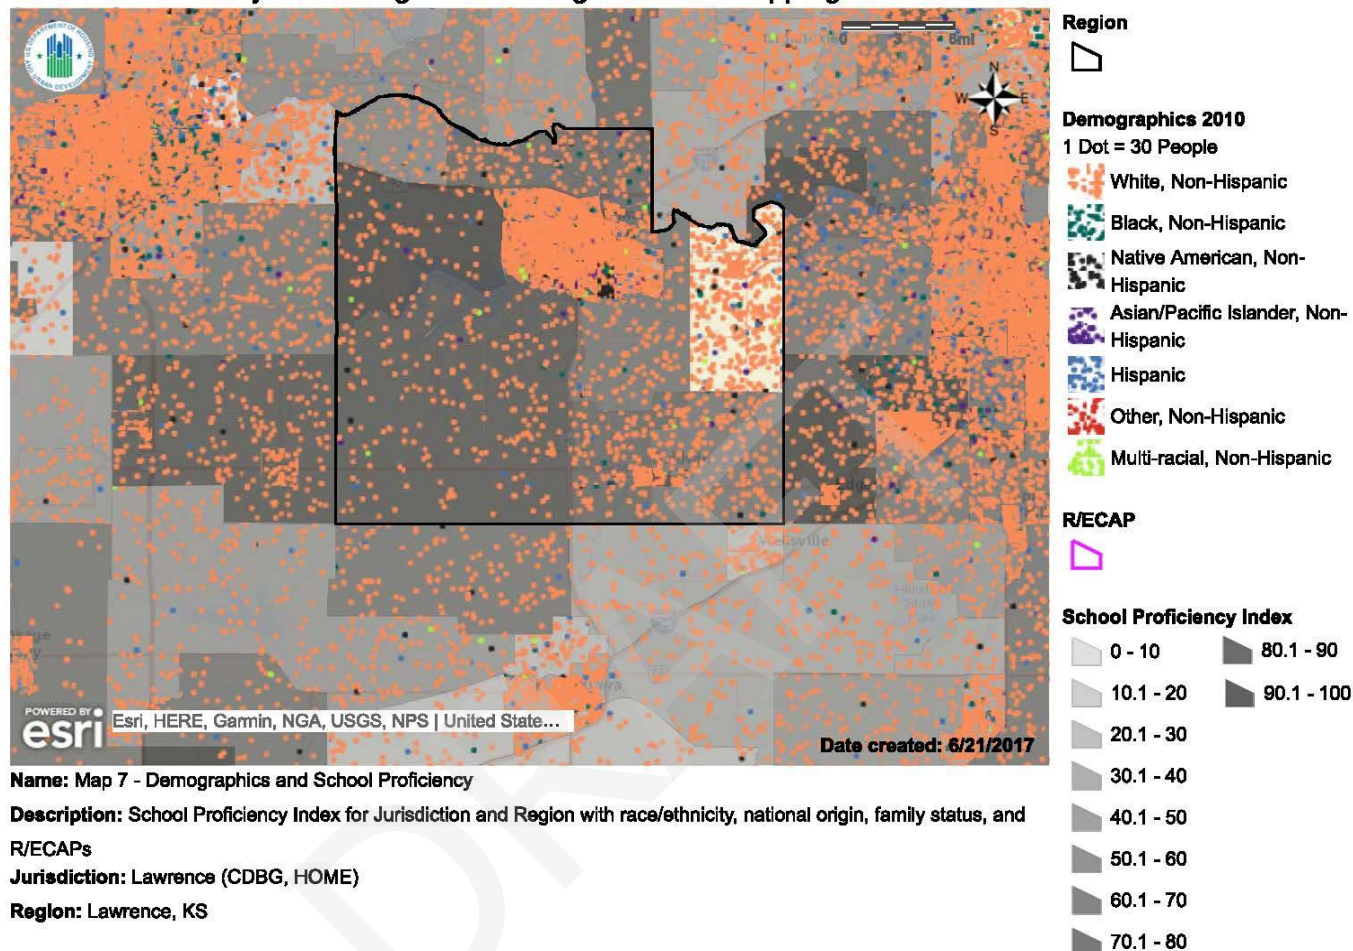 Region
Demographics 2010
1 Dot = 30 People
White, Non-Hispanic
Black, Non-Hispanic
Native American, Non-
Hispanic
Asian/Pacific Islander, Non-
Hispanic
Hispanic
Other, Non-Hispanic
Multi-racial, Non-Hispanic
R/ECAP
School Proficiency Index
0 - 10
10.1 - 20
20.1 - 30
30.1 - 40
40.1 - 50
50.1 - 60
60.1 - 70
70.1 - 80
80.1 - 90
90.1 - 100
N
W E
S
Wellsville
POWERED BY
esri
Esri, HERE, Garmin, NGA, USGS, NPS | United State...
Date created: 6/21/2017
Name: Map 7 - Demographics and School Proficiency
Description: School Proficiency Index for Jurisdiction and Region with race/ethnicity, national origin, family status, and
R/ECAPs
Jurisdiction: Lawrence (CDBG, HOME)
Region: Lawrence, KS
DRAFT